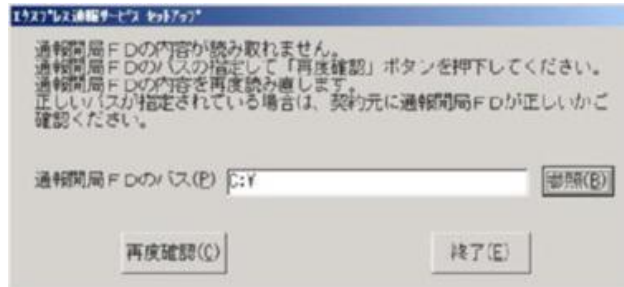 エクスプレス通報サービス セットアップ
通報開局FDの内容が読み取れません。
通報開局FDのパスの指定して「再度確認」ボタンを押下してください。
通報開局FDの内容を再度読み直します。
正しいパスが指定されている場合は、契約元に通報開局FDが正しいかご
確認ください。
通報開局FDのパス(P) C:¥ 参照(B)
再度確認(C) 終了(E)